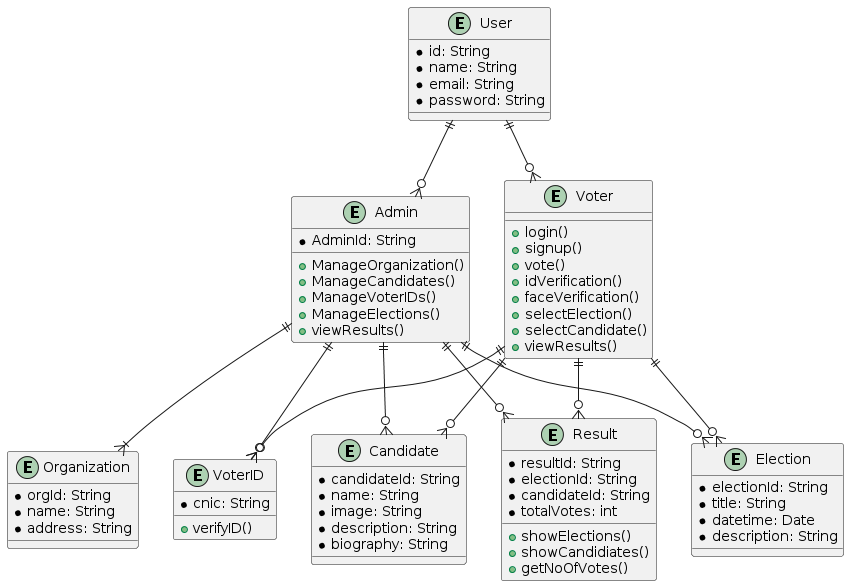 E User
id: String
name: String
email: String
password: String
E Admin
AdminId: String
ManageOrganization()
ManageCandidates()
ManageVoterIDs()
ManageElections()
viewResults()
E Voter
login()
signup()
vote()
idVerification()
faceVerification()
selectElection()
selectCandidate()
viewResults()
E Organization
orgId: String
name: String
address: String
E VoterID
cnic: String
verifyID()
E Candidate
candidateId: String
name: String
image: String
description: String
biography: String
E Result
resultId: String
electionId: String
candidateId: String
totalVotes: int
showElections()
showCandidiates()
getNoOfVotes()
E Election
electionId: String
title: String
datetime: Date
description: String